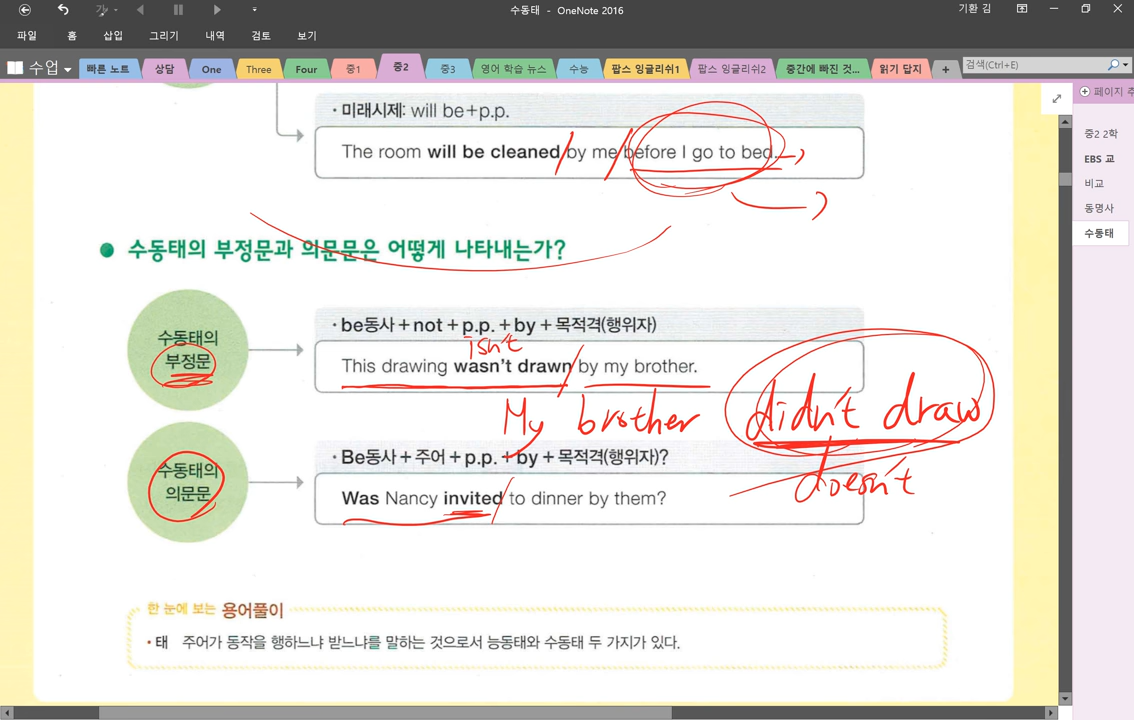 수동태 - OneNote 2016
기환 김
파일 홈 삽입 그리기 내역 검토 보기
수업 빠른 노트 상담 One Three Four 중1 중2 중3 영어 학습 뉴스 수능 팝스 잉글리쉬1 팝스 잉글리쉬2 중간에 빠진 것... 읽기 답지 + 검색(Ctrl+E)
페이지 추
중2 2학
EBS 교
비교
동명사
수동태
· 미래시제: will be+p.p.
The room will be cleaned by me before I go to bed.
수동태의 부정문과 의문문은 어떻게 나타내는가?
수동태의
부정문
· be동사+not+p.p.+by+목적격(행위자)
isn't
This drawing wasn't drawn by my brother.
My brother didn't draw
doesn't
수동태의
의문문
· Be동사+주어+p.p.+by+목적격(행위자)?
Was Nancy invited to dinner by them?
한 눈에 보는 용어풀이
· 태 주어가 동작을 행하느냐 받느냐를 말하는 것으로서 능동태와 수동태 두 가지가 있다.